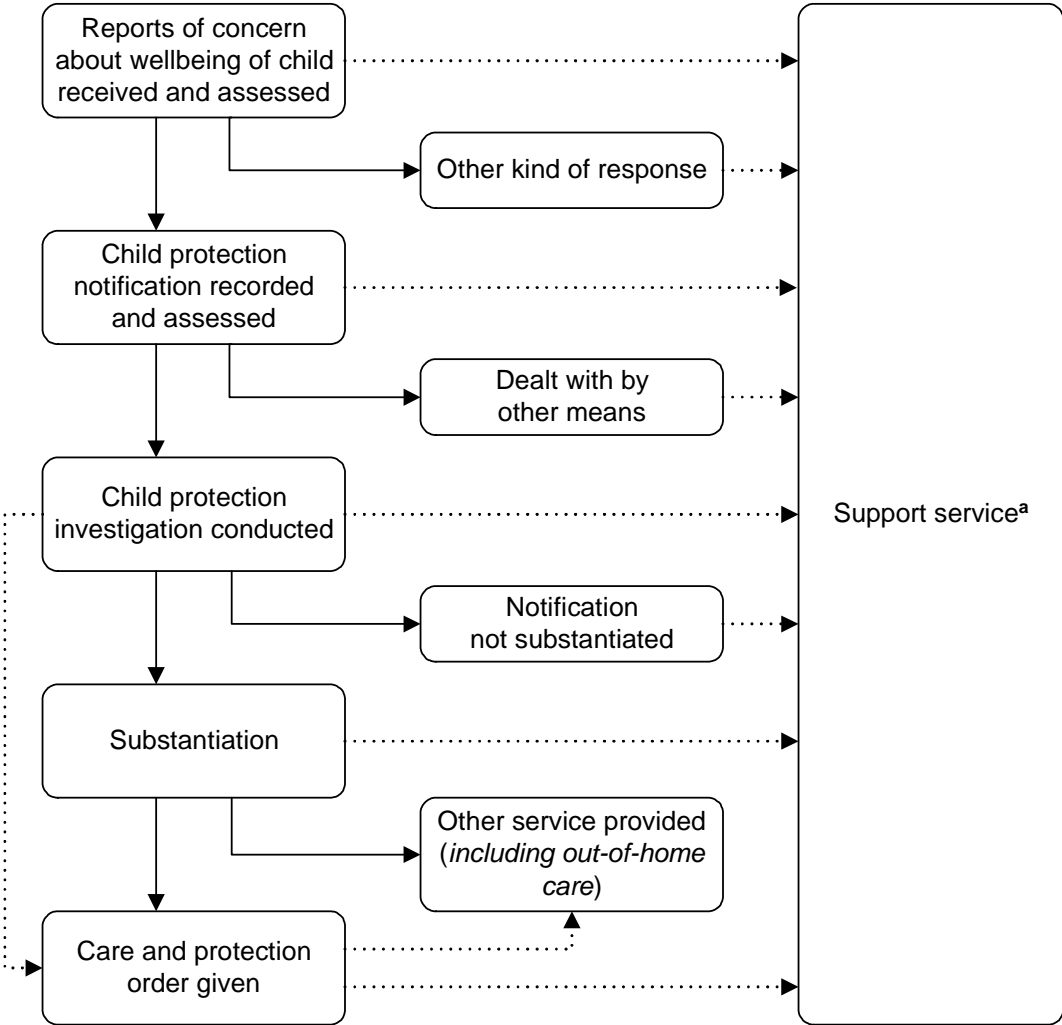 Reports of concern
about wellbeing of child
received and assessed
Other kind of response
Child protection
notification recorded
and assessed
Dealt with by
other means
Child protection
investigation conducted
Support serviceᵃ
Notification
not substantiated
Substantiation
Other service provided
(including out-of-home
care)
Care and protection
order given